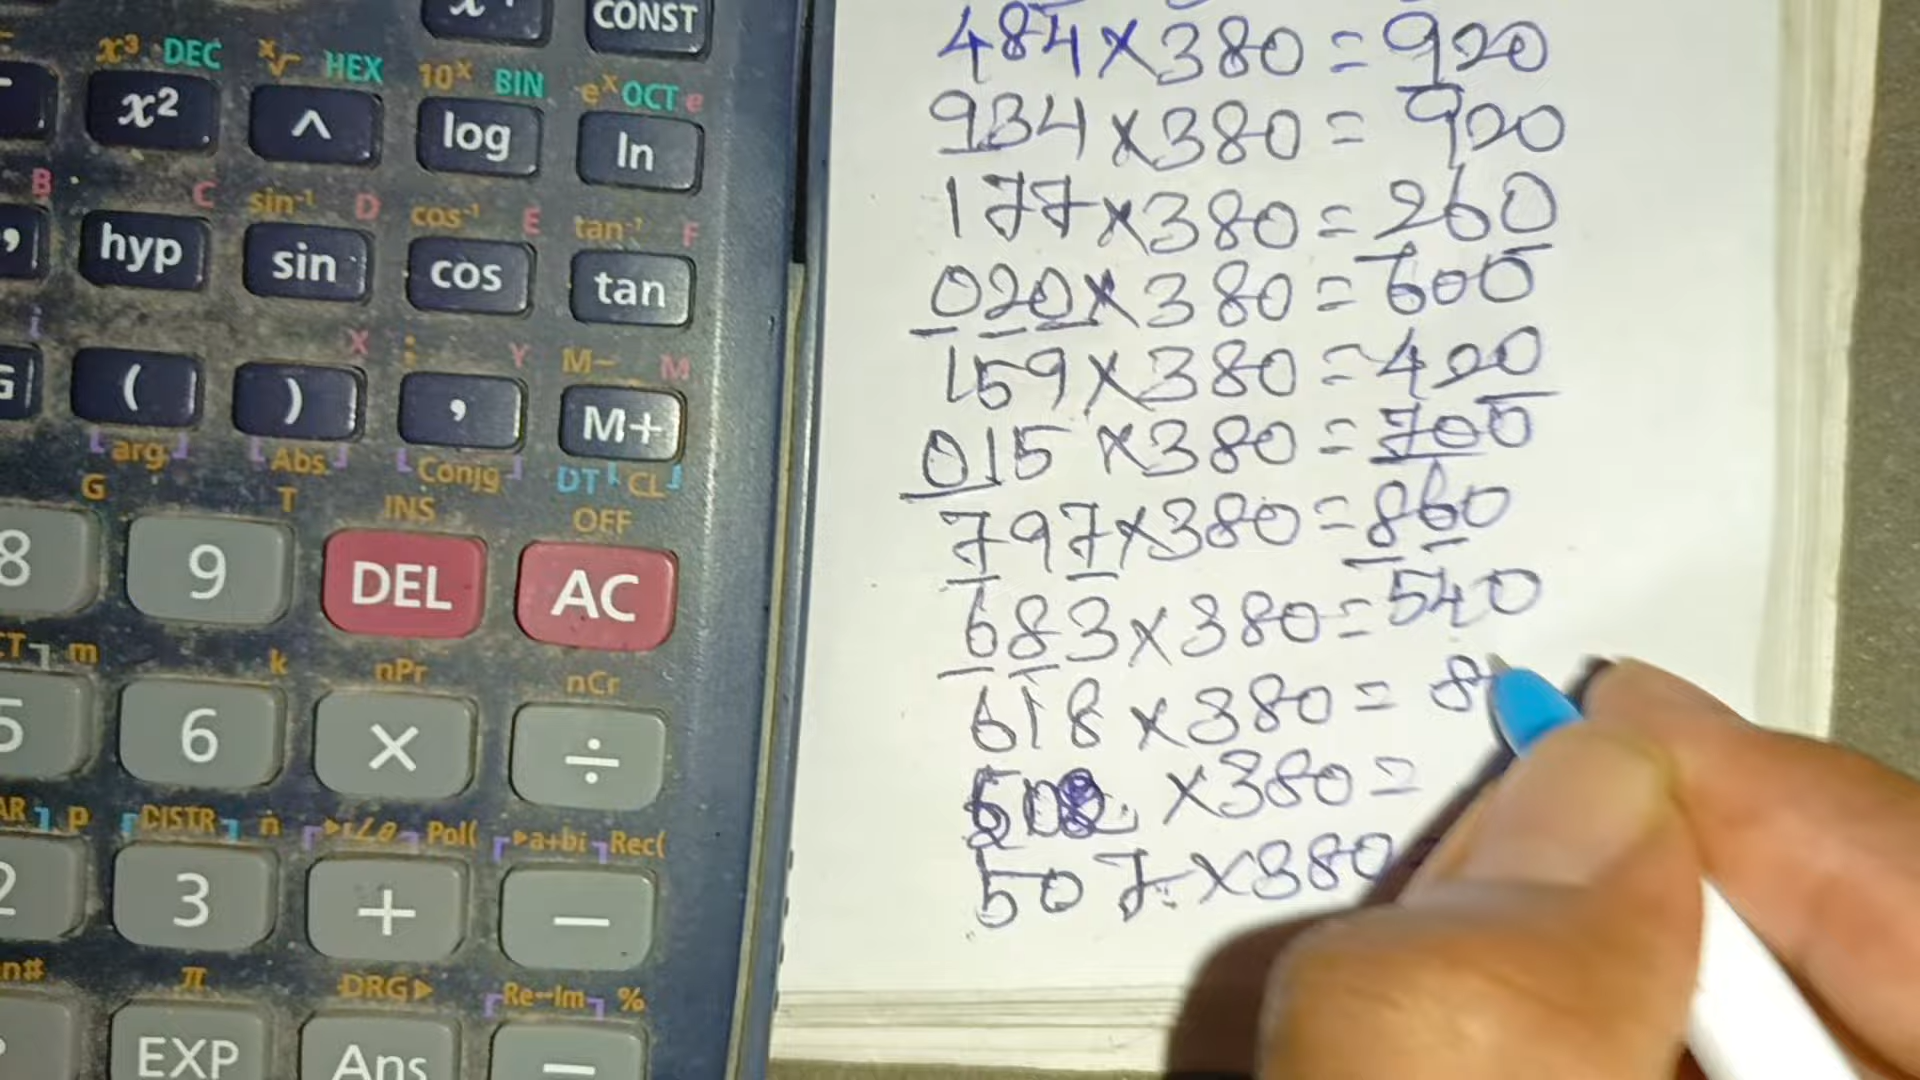 CONST
x³ DEC
HEX
10ˣ BIN
eˣ OCT e
x²
^
log
ln
B
C
sin⁻¹ D
cos⁻¹ E
tan⁻¹ F
hyp
sin
cos
tan
i
X
:
Y
M− M
(
)
,
M+
arg
Abs
Conjg
DT CL
G
T
INS
OFF
8
9
DEL
AC
m
k
nPr
nCr
5
6
×
÷
p
DISTR
n
▶r∠θ Pol(
▶a+bi Rec(
2
3
+
−
π
DRG▶
Re−Im %
EXP
Ans
484×380=920
934×380=920
177×380=260
020×380=600
159×380=420
015×380=700
797×380=860
683×380=540
618×380=8
×380=
507×380